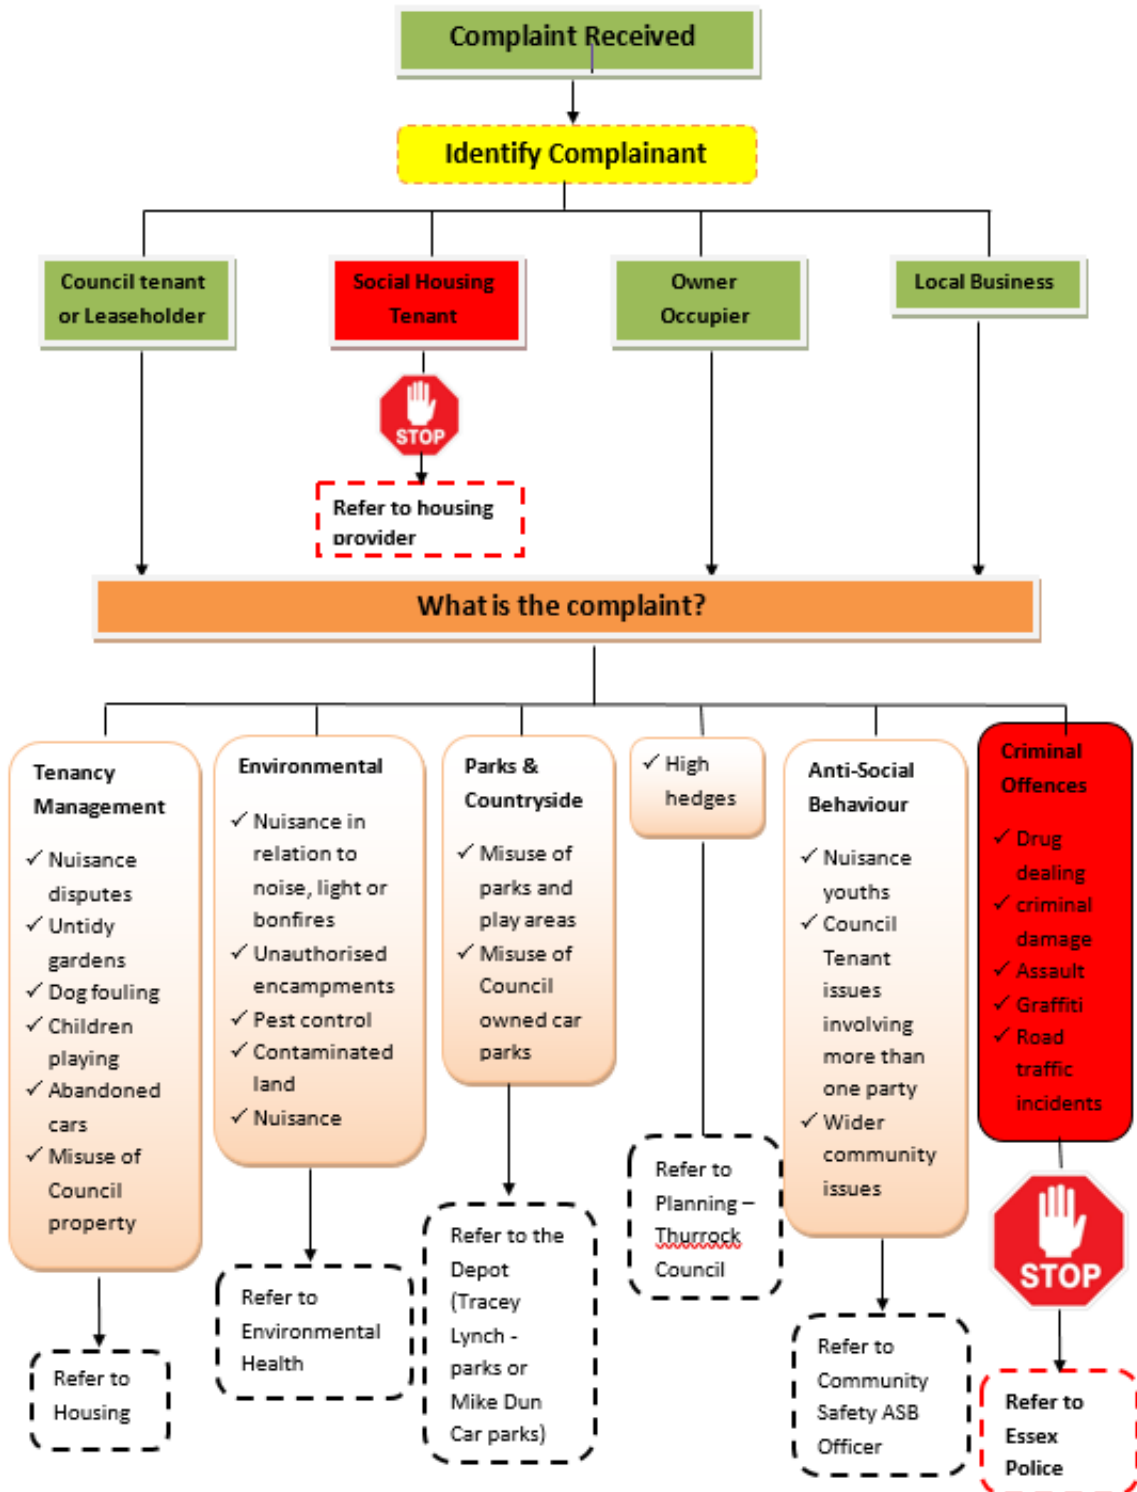 Complaint Received
Identify Complainant
Council tenant
or Leaseholder
Social Housing
Tenant
Owner
Occupier
Local Business
STOP
Refer to housing
provider
What is the complaint?
Tenancy
Management
✓ Nuisance
disputes
✓ Untidy
gardens
✓ Dog fouling
✓ Children
playing
✓ Abandoned
cars
✓ Misuse of
Council
property
Refer to
Housing
Environmental
✓ Nuisance in
relation to
noise, light or
bonfires
✓ Unauthorised
encampments
✓ Pest control
✓ Contaminated
land
✓ Nuisance
Refer to
Environmental
Health
Parks &
Countryside
✓ Misuse of
parks and
play areas
✓ Misuse of
Council
owned car
parks
Refer to the
Depot
(Tracey
Lynch -
parks or
Mike Dun
Car parks)
✓ High
hedges
Refer to
Planning –
Thurrock
Council
Anti-Social
Behaviour
✓ Nuisance
youths
✓ Council
Tenant
issues
involving
more than
one party
✓ Wider
community
issues
Refer to
Community
Safety ASB
Officer
Criminal
Offences
✓ Drug
dealing
✓ criminal
damage
✓ Assault
✓ Graffiti
✓ Road
traffic
incidents
STOP
Refer to
Essex
Police